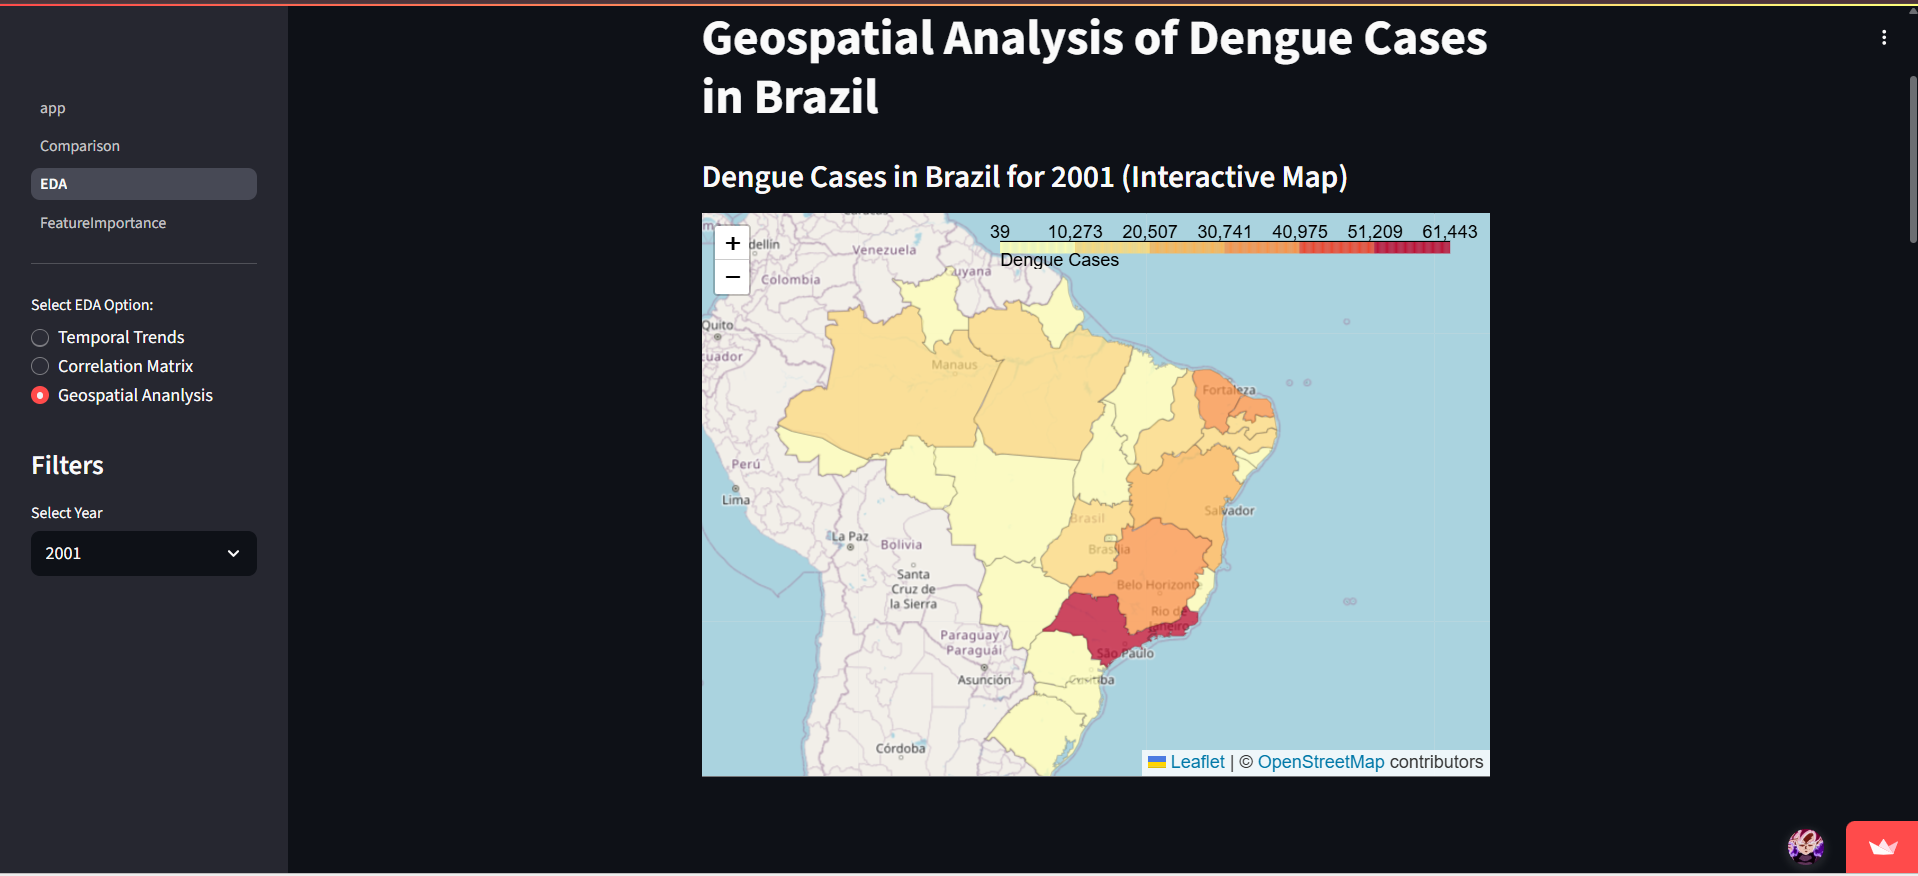 app
Comparison
EDA
FeatureImportance
Select EDA Option:
Temporal Trends
Correlation Matrix
Geospatial Ananlysis
Filters
Select Year
2001
Geospatial Analysis of Dengue Cases
in Brazil
Dengue Cases in Brazil for 2001 (Interactive Map)
+
−
39 10,273 20,507 30,741 40,975 51,209 61,443
Dengue Cases
dellín
Venezuela
uyana
Colombia
Quito
cuador
Manaus
Fortaleza
Perú
Lima
Brasil
Salvador
La Paz
Bolivia
Brasília
Santa
Cruz de
la Sierra
Belo Horizonte
Rio de
Janeiro
Paraguay /
Paraguái
São Paulo
Asunción
Curitiba
Córdoba
Leaflet | © OpenStreetMap contributors